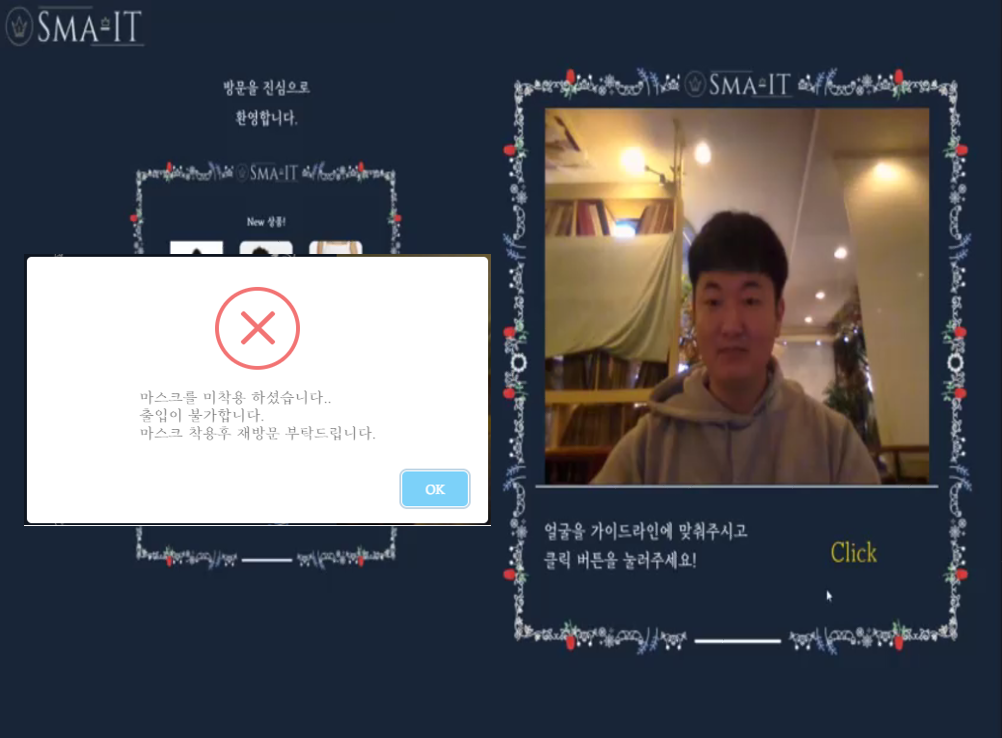 SMA IT
방문을 진심으로
환영합니다.
SMA IT
New 상품!
마스크를 미착용 하셨습니다..
출입이 불가합니다.
마스크 착용후 재방문 부탁드립니다.
OK
SMA IT
얼굴을 가이드라인에 맞춰주시고
클릭 버튼을 눌러주세요!
Click